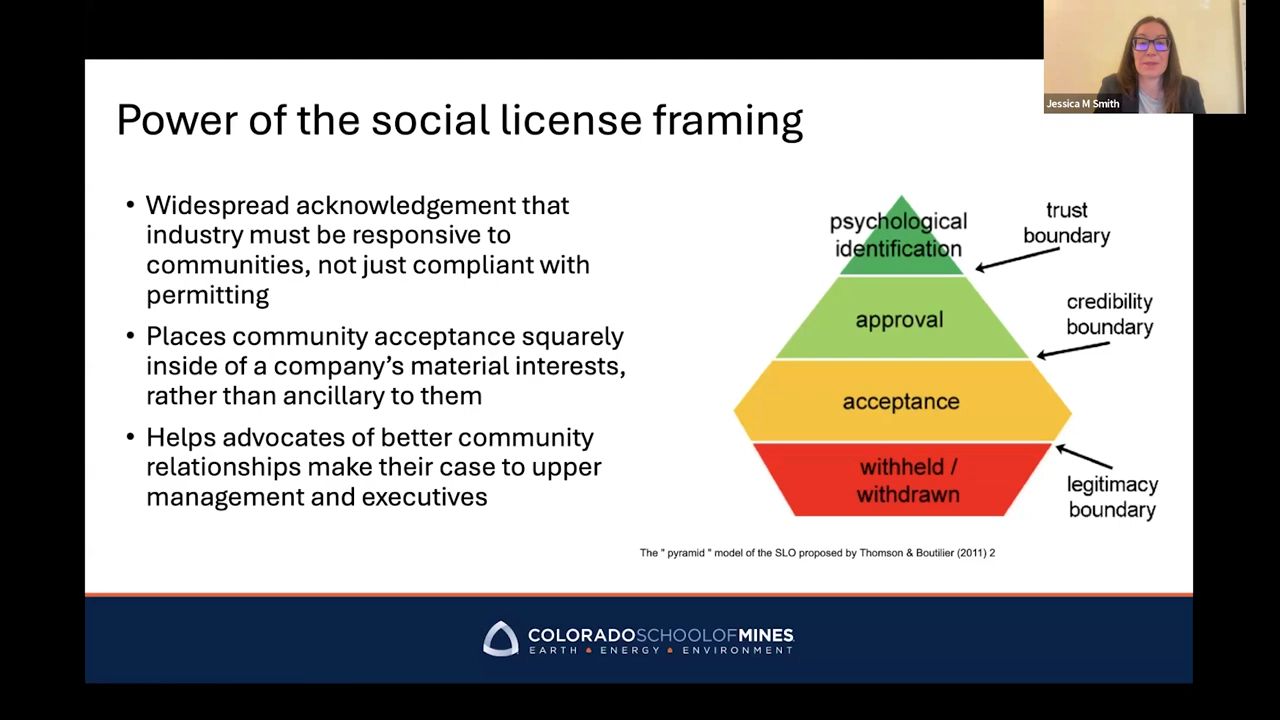 Jessica M Smith
Power of the social license framing
• Widespread acknowledgement that
industry must be responsive to
communities, not just compliant with
permitting
• Places community acceptance squarely
inside of a company’s material interests,
rather than ancillary to them
• Helps advocates of better community
relationships make their case to upper
management and executives
psychological
identification
approval
acceptance
withheld /
withdrawn
trust
boundary
credibility
boundary
legitimacy
boundary
The " pyramid " model of the SLO proposed by Thomson & Boutilier (2011) 2
COLORADOSCHOOLOFMINES.
EARTH • ENERGY • ENVIRONMENT